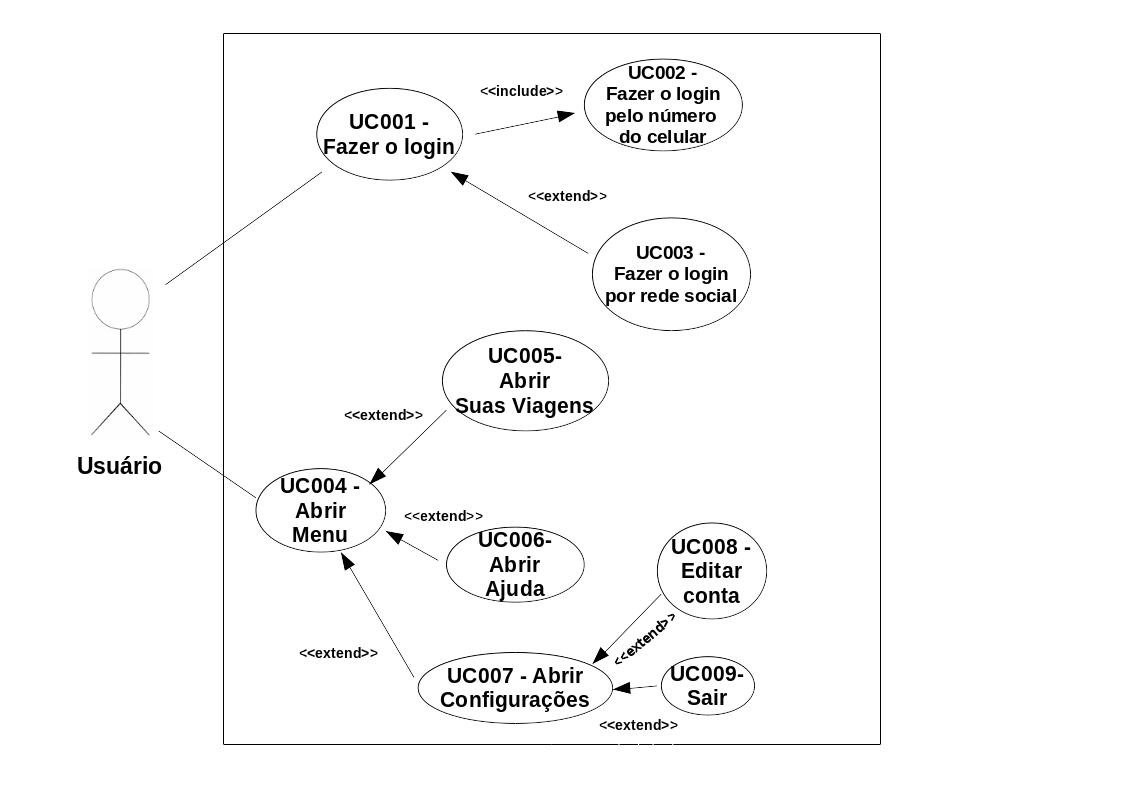 UC001 -
Fazer o login
<<include>>
UC002 -
Fazer o login
pelo número
do celular
<<extend>>
UC003 -
Fazer o login
por rede social
Usuário
UC005-
Abrir
Suas Viagens
<<extend>>
UC004 -
Abrir
Menu
<<extend>>
UC006-
Abrir
Ajuda
<<extend>>
UC007 - Abrir
Configurações
UC008 -
Editar
conta
<<extend>>
UC009-
Sair
<<extend>>